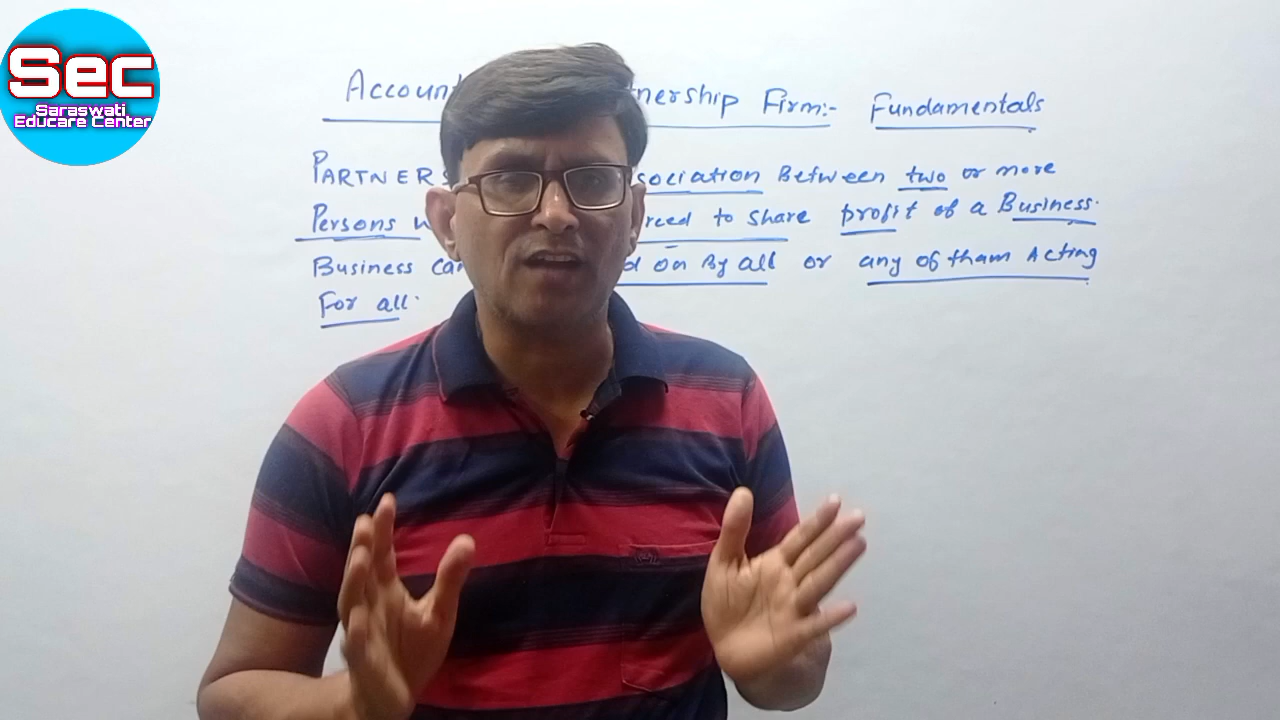 Sec
Saraswati
Educare Center
Account nership Firm:- Fundamentals
PARTNERS sociation Between two or more
Persons w reed to share profit of a Business.
Business Can d on By all or any of tham Acting
For all.